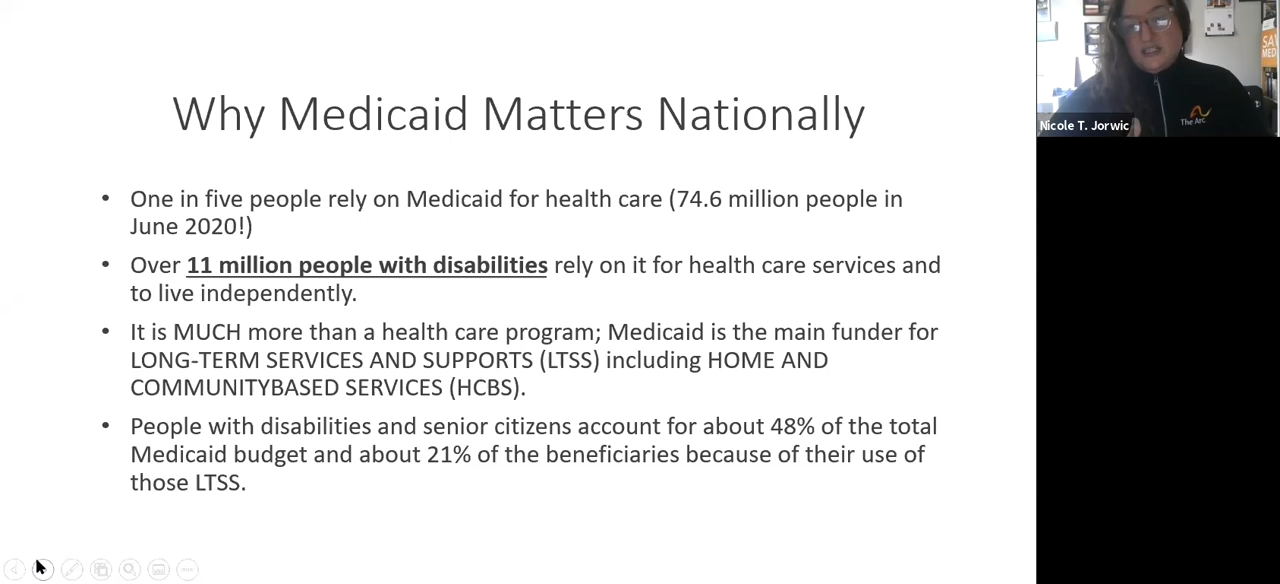 Why Medicaid Matters Nationally
• One in five people rely on Medicaid for health care (74.6 million people in
June 2020!)
• Over 11 million people with disabilities rely on it for health care services and
to live independently.
• It is MUCH more than a health care program; Medicaid is the main funder for
LONG-TERM SERVICES AND SUPPORTS (LTSS) including HOME AND
COMMUNITYBASED SERVICES (HCBS).
• People with disabilities and senior citizens account for about 48% of the total
Medicaid budget and about 21% of the beneficiaries because of their use of
those LTSS.
SA
MED
The Arc
Nicole T. Jorwic